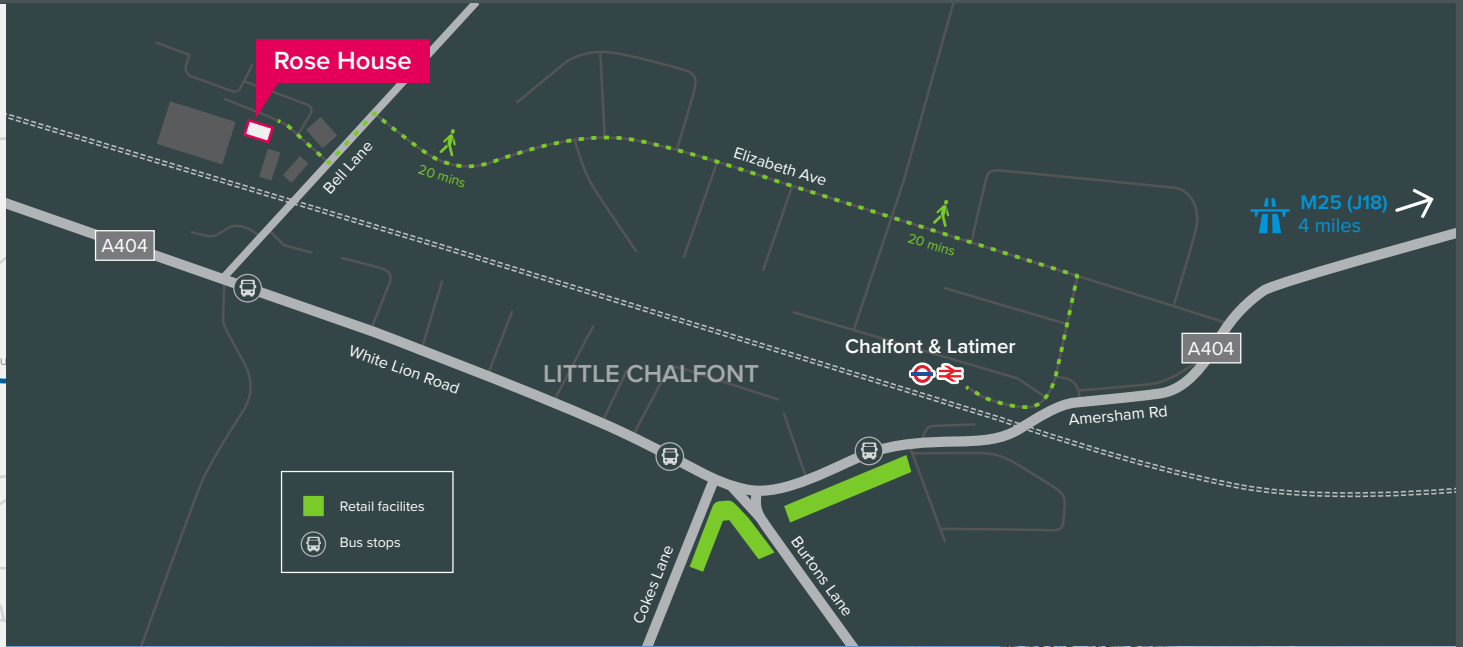 Rose House
Bell Lane
20 mins
Elizabeth Ave
20 mins
M25 (J18)
4 miles
A404
White Lion Road
LITTLE CHALFONT
Chalfont & Latimer
A404
Amersham Rd
Retail facilites
Bus stops
Cokes Lane
Burtons Lane